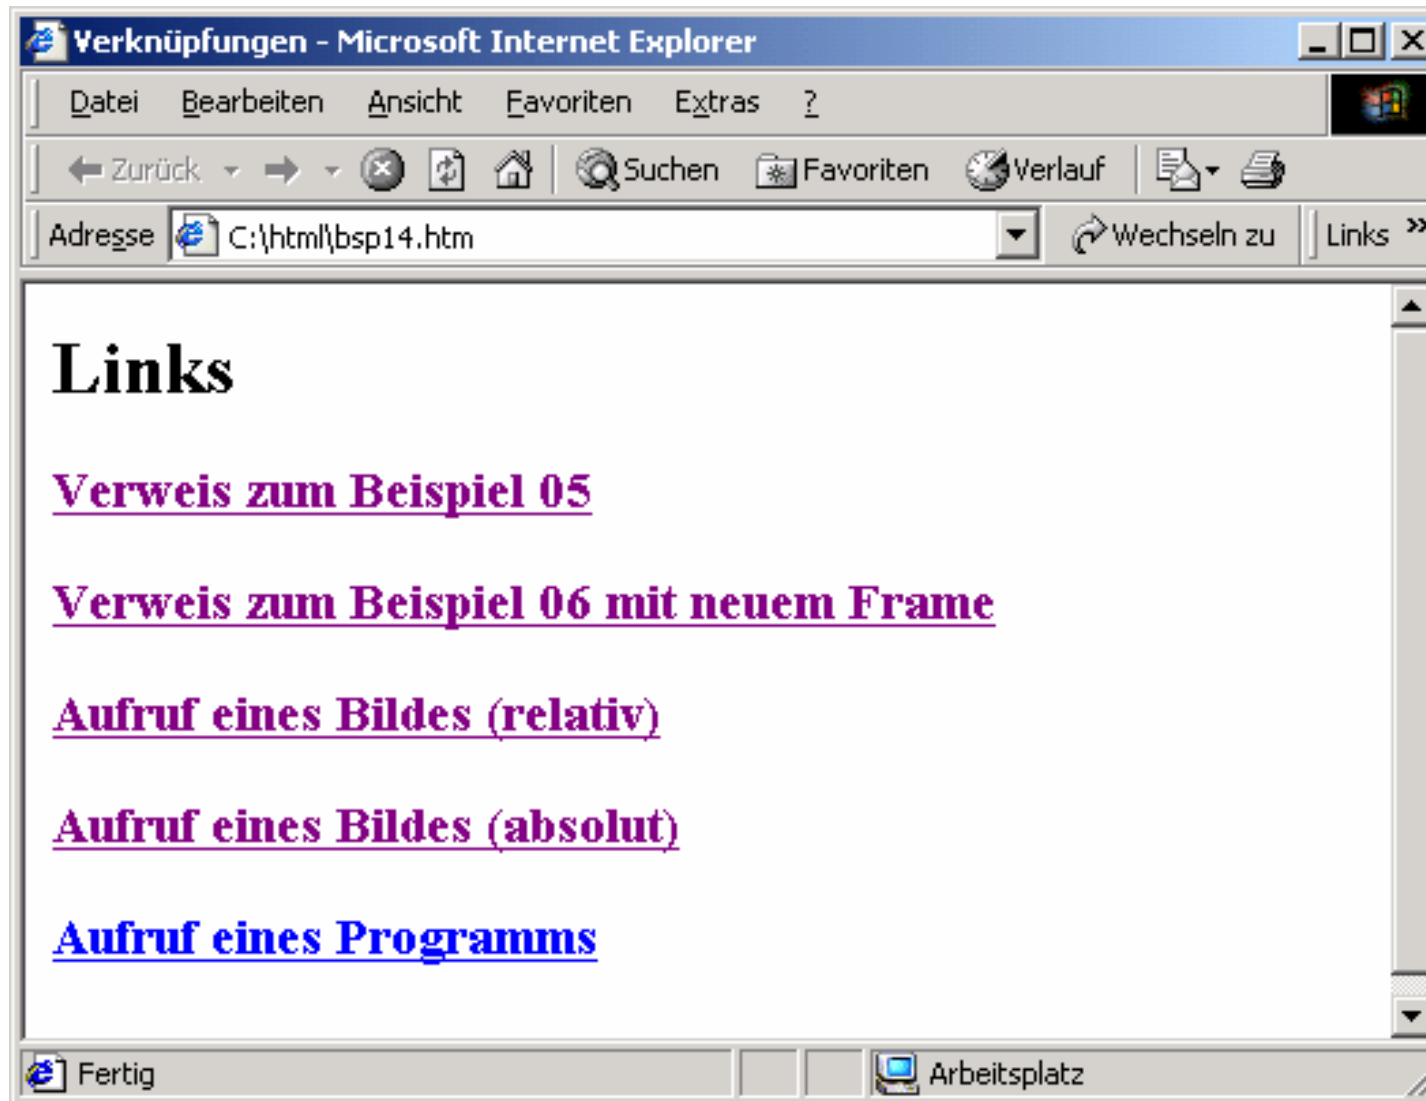 Verknüpfungen - Microsoft Internet Explorer
Datei Bearbeiten Ansicht Favoriten Extras ?
Zurück Suchen Favoriten Verlauf
Adresse C:\html\bsp14.htm Wechseln zu Links »
Links
Verweis zum Beispiel 05
Verweis zum Beispiel 06 mit neuem Frame
Aufruf eines Bildes (relativ)
Aufruf eines Bildes (absolut)
Aufruf eines Programms
Fertig Arbeitsplatz